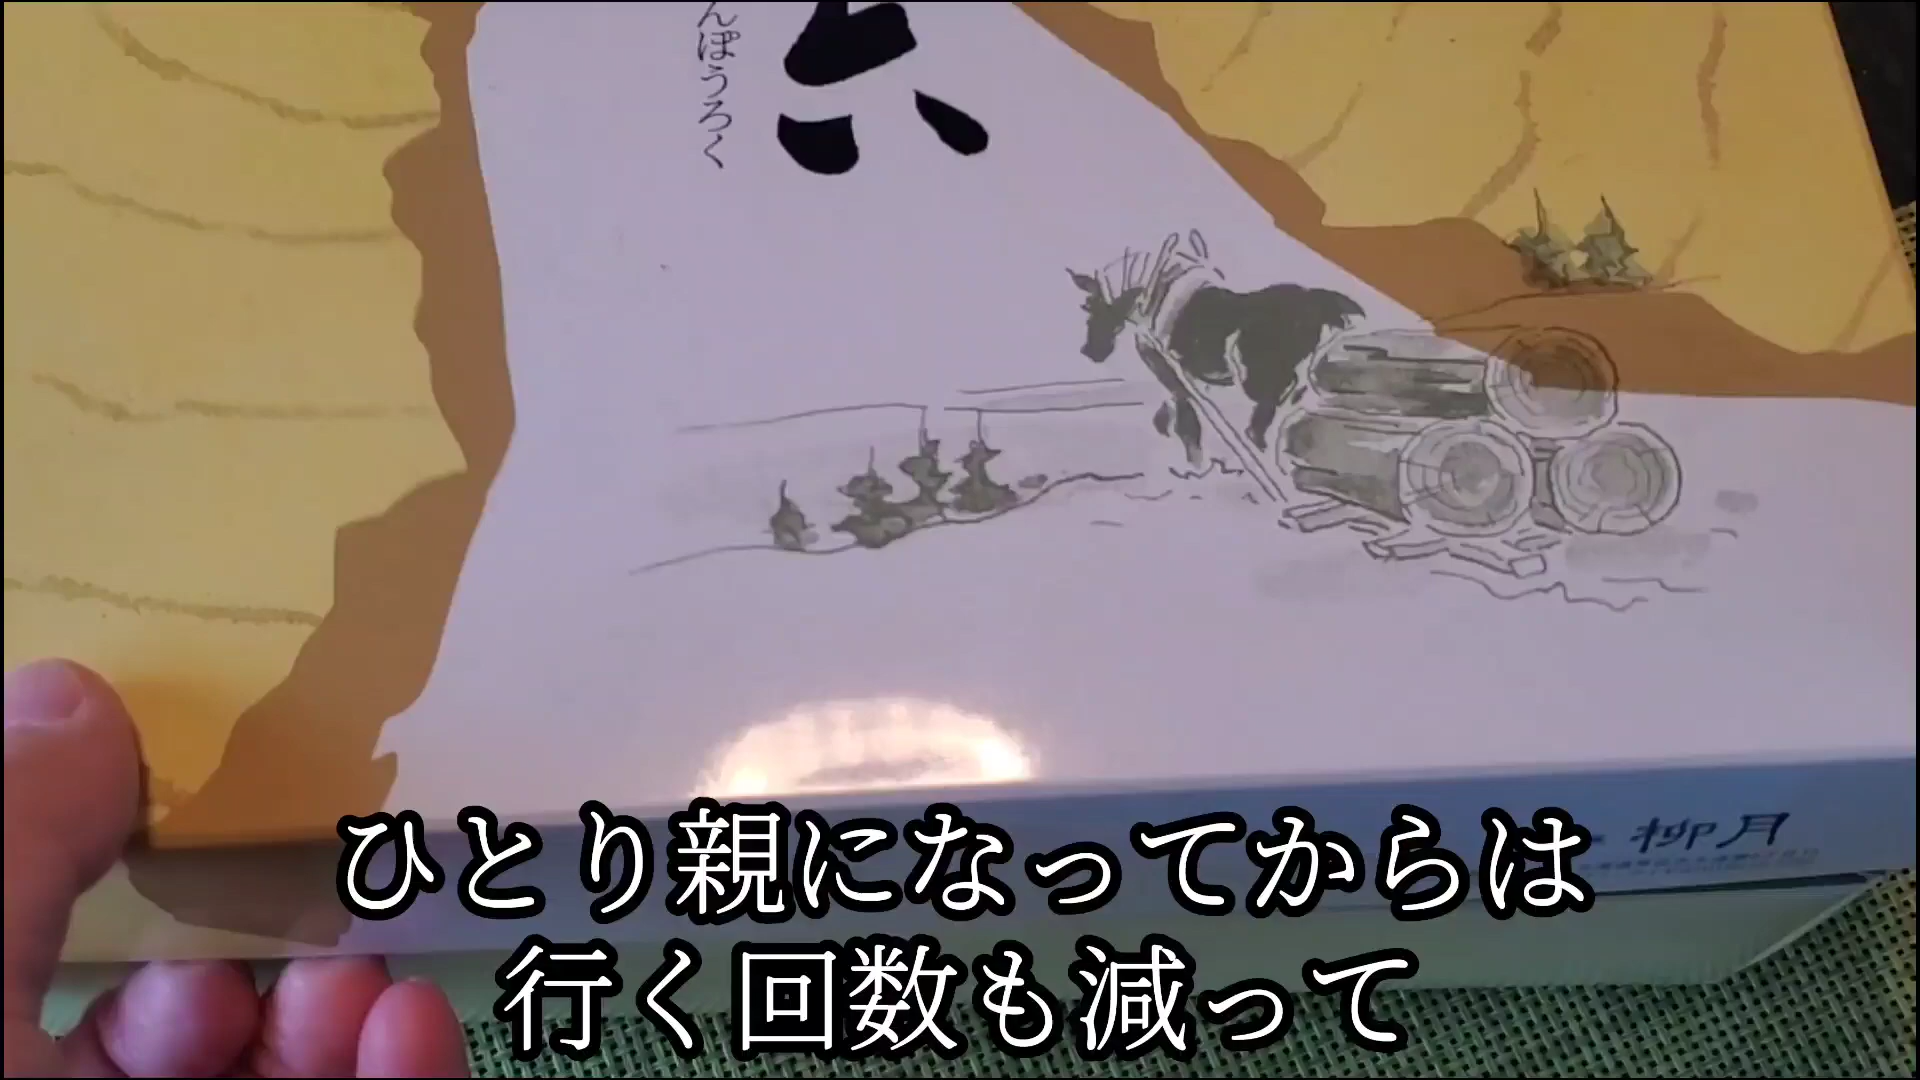 んぽうろく
六
柳月
ひとり親になってからは
行く回数も減って